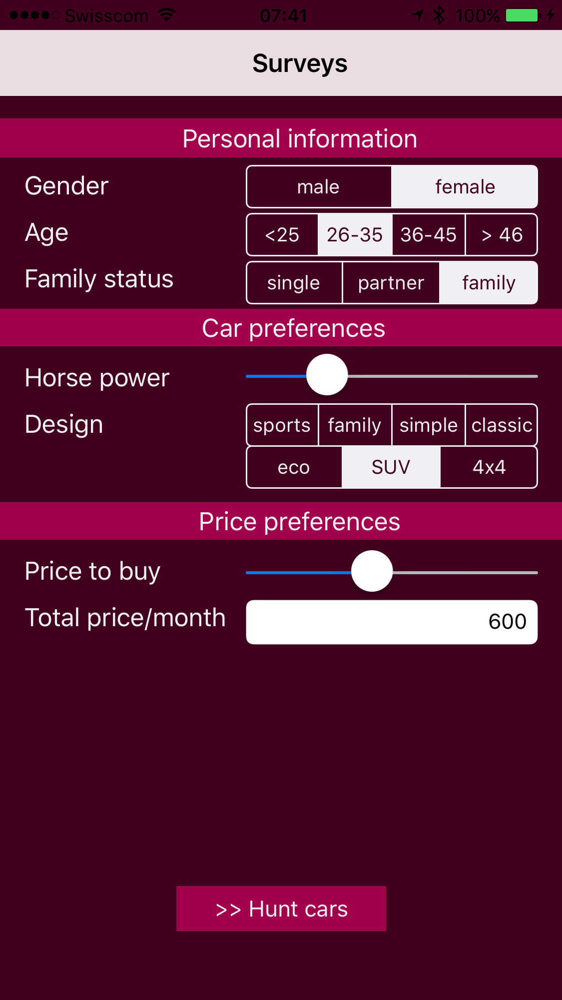 Swisscom 07:41 100%
Surveys
Personal information
Gender male female
Age <25 26-35 36-45 > 46
Family status single partner family
Car preferences
Horse power
Design sports family simple classic
eco SUV 4x4
Price preferences
Price to buy
Total price/month 600
>> Hunt cars